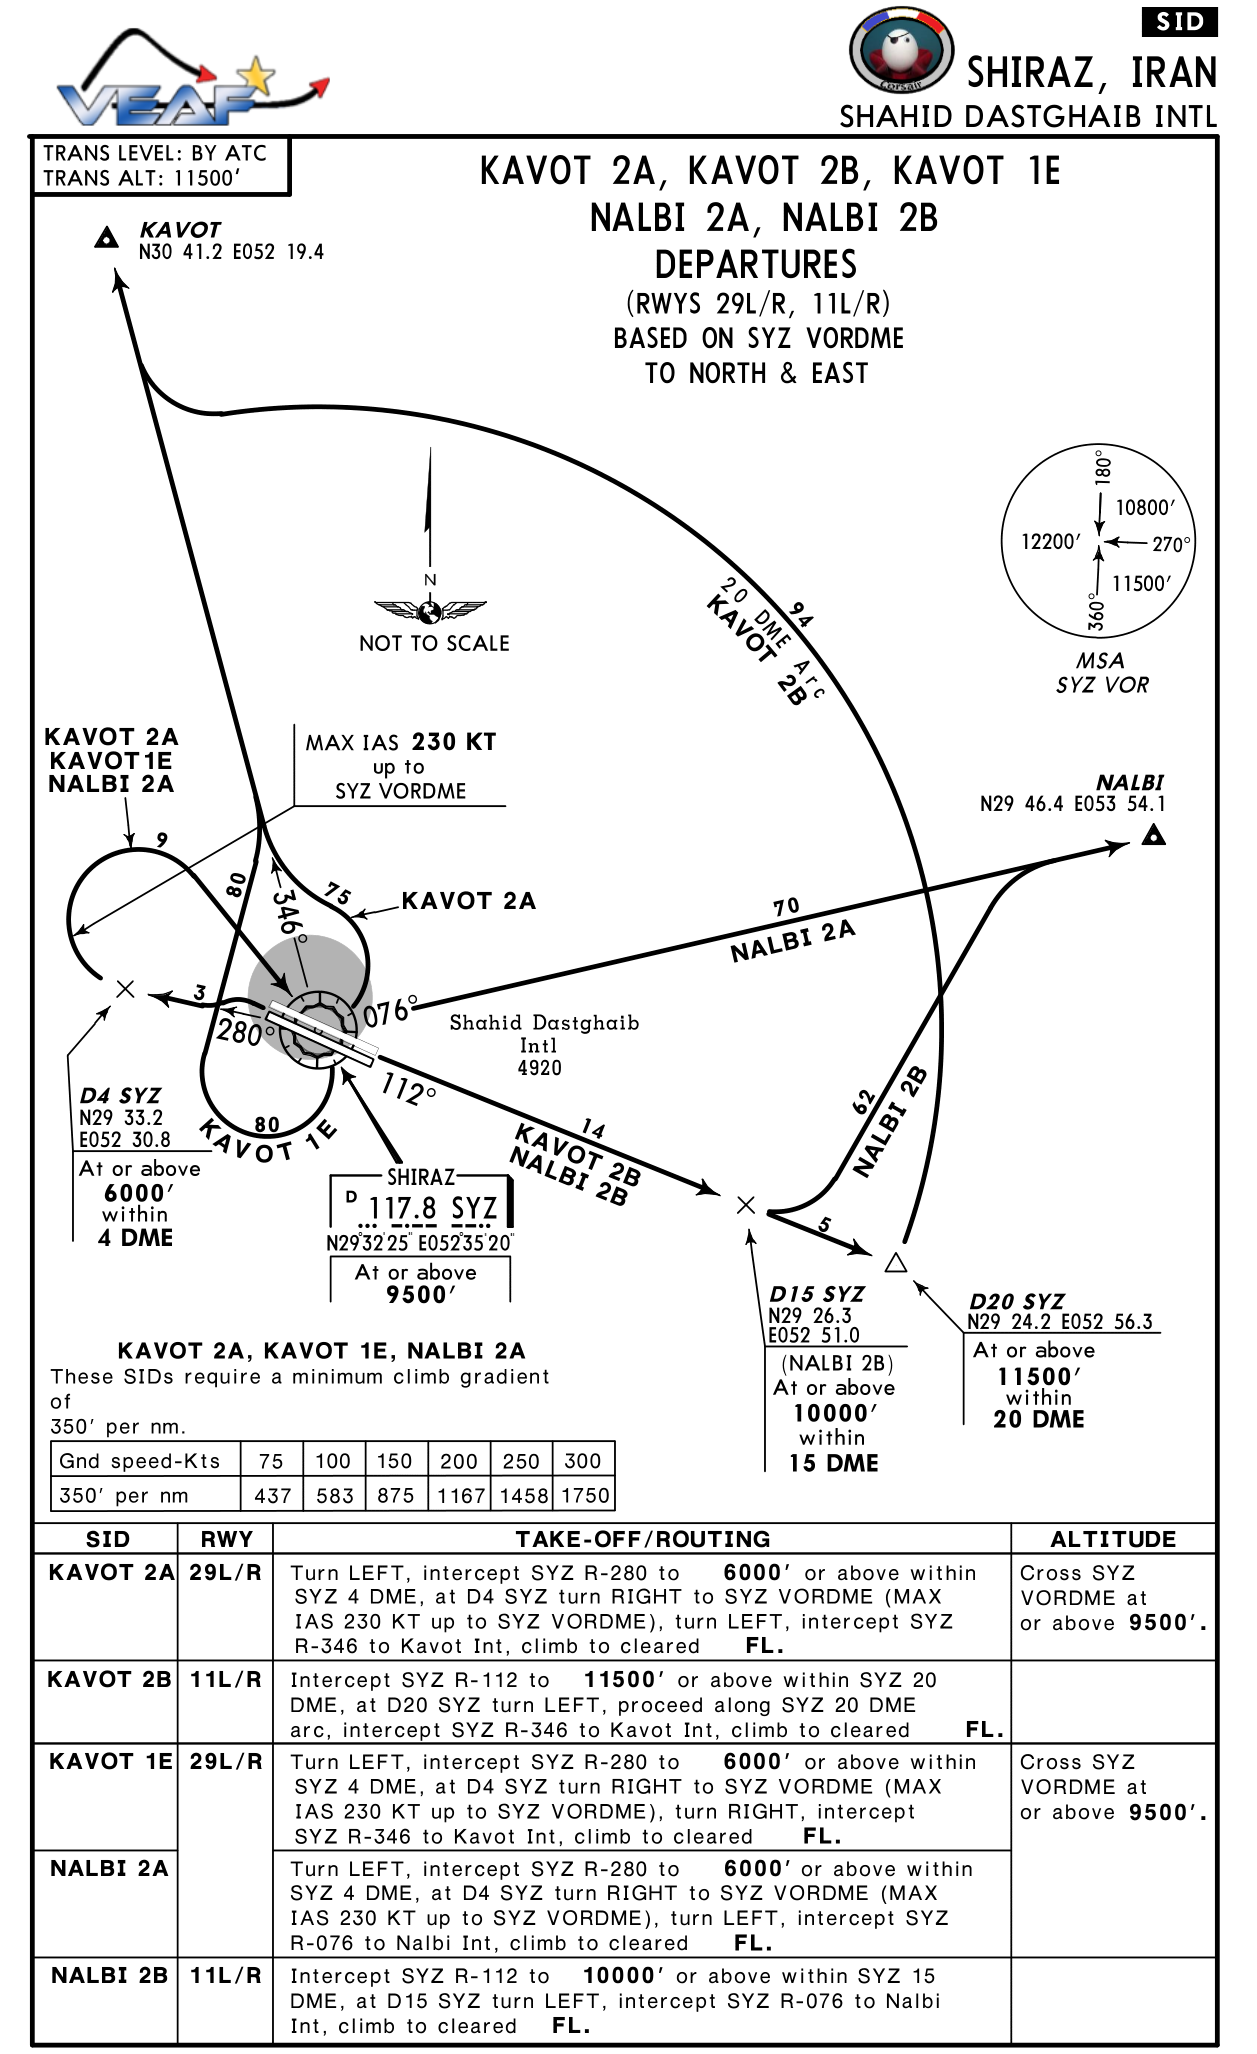 SID
VEAF
Corsair
SHIRAZ, IRAN
SHAHID DASTGHAIB INTL
TRANS LEVEL: BY ATC
TRANS ALT: 11500'
KAVOT 2A, KAVOT 2B, KAVOT 1E
NALBI 2A, NALBI 2B
DEPARTURES
(RWYS 29L/R, 11L/R)
BASED ON SYZ VORDME
TO NORTH & EAST
KAVOT
N30 41.2 E052 19.4
N
NOT TO SCALE
180°
10800'
12200'
270°
11500'
360°
MSA
SYZ VOR
94
20 DME Arc
KAVOT 2B
KAVOT 2A
KAVOT 1E
NALBI 2A
MAX IAS 230 KT
up to
SYZ VORDME
NALBI
N29 46.4 E053 54.1
9
80
346°
75
KAVOT 2A
70
NALBI 2A
3
280°
076°
112°
Shahid Dastghaib
Intl
4920
D4 SYZ
N29 33.2
E052 30.8
At or above
6000'
within
4 DME
80
KAVOT 1E
14
KAVOT 2B
NALBI 2B
62
NALBI 2B
5
SHIRAZ
D 117.8 SYZ
N29°32'25" E052°35'20"
At or above
9500'
D15 SYZ
N29 26.3
E052 51.0
(NALBI 2B)
At or above
10000'
within
15 DME
D20 SYZ
N29 24.2 E052 56.3
At or above
11500'
within
20 DME
KAVOT 2A, KAVOT 1E, NALBI 2A
These SIDs require a minimum climb gradient
of
350' per nm.
Gnd speed-Kts 75 100 150 200 250 300
350' per nm 437 583 875 1167 1458 1750
SID RWY TAKE-OFF/ROUTING ALTITUDE
KAVOT 2A 29L/R Turn LEFT, intercept SYZ R-280 to 6000' or above within Cross SYZ
SYZ 4 DME, at D4 SYZ turn RIGHT to SYZ VORDME (MAX VORDME at
IAS 230 KT up to SYZ VORDME), turn LEFT, intercept SYZ or above 9500'.
R-346 to Kavot Int, climb to cleared FL.
KAVOT 2B 11L/R Intercept SYZ R-112 to 11500' or above within SYZ 20
DME, at D20 SYZ turn LEFT, proceed along SYZ 20 DME
arc, intercept SYZ R-346 to Kavot Int, climb to cleared FL.
KAVOT 1E 29L/R Turn LEFT, intercept SYZ R-280 to 6000' or above within Cross SYZ
SYZ 4 DME, at D4 SYZ turn RIGHT to SYZ VORDME (MAX VORDME at
IAS 230 KT up to SYZ VORDME), turn RIGHT, intercept or above 9500'.
SYZ R-346 to Kavot Int, climb to cleared FL.
NALBI 2A Turn LEFT, intercept SYZ R-280 to 6000' or above within
SYZ 4 DME, at D4 SYZ turn RIGHT to SYZ VORDME (MAX
IAS 230 KT up to SYZ VORDME), turn LEFT, intercept SYZ
R-076 to Nalbi Int, climb to cleared FL.
NALBI 2B 11L/R Intercept SYZ R-112 to 10000' or above within SYZ 15
DME, at D15 SYZ turn LEFT, intercept SYZ R-076 to Nalbi
Int, climb to cleared FL.